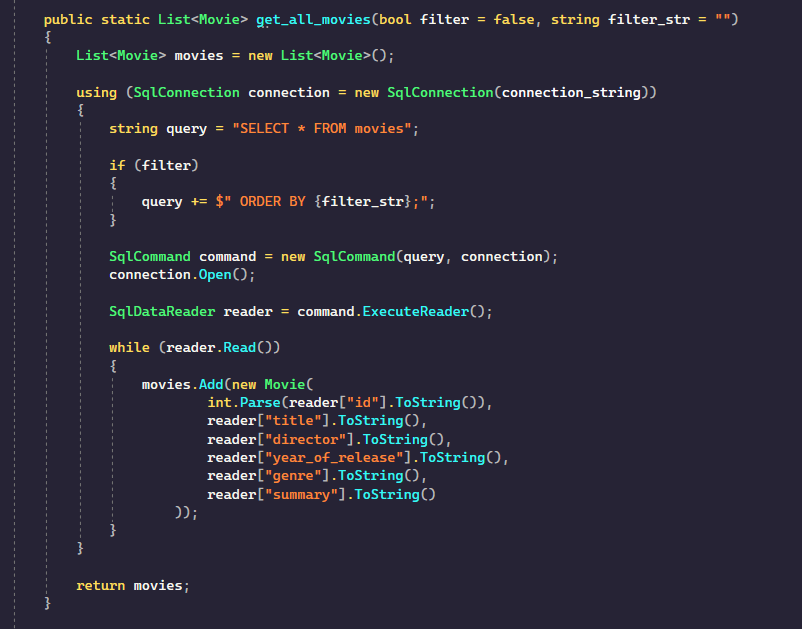 public static List<Movie> get_all_movies(bool filter = false, string filter_str = "")
{
List<Movie> movies = new List<Movie>();
using (SqlConnection connection = new SqlConnection(connection_string))
{
string query = "SELECT * FROM movies";
if (filter)
{
query += $" ORDER BY {filter_str};";
}
SqlCommand command = new SqlCommand(query, connection);
connection.Open();
SqlDataReader reader = command.ExecuteReader();
while (reader.Read())
{
movies.Add(new Movie(
int.Parse(reader["id"].ToString()),
reader["title"].ToString(),
reader["director"].ToString(),
reader["year_of_release"].ToString(),
reader["genre"].ToString(),
reader["summary"].ToString()
));
}
}
return movies;
}